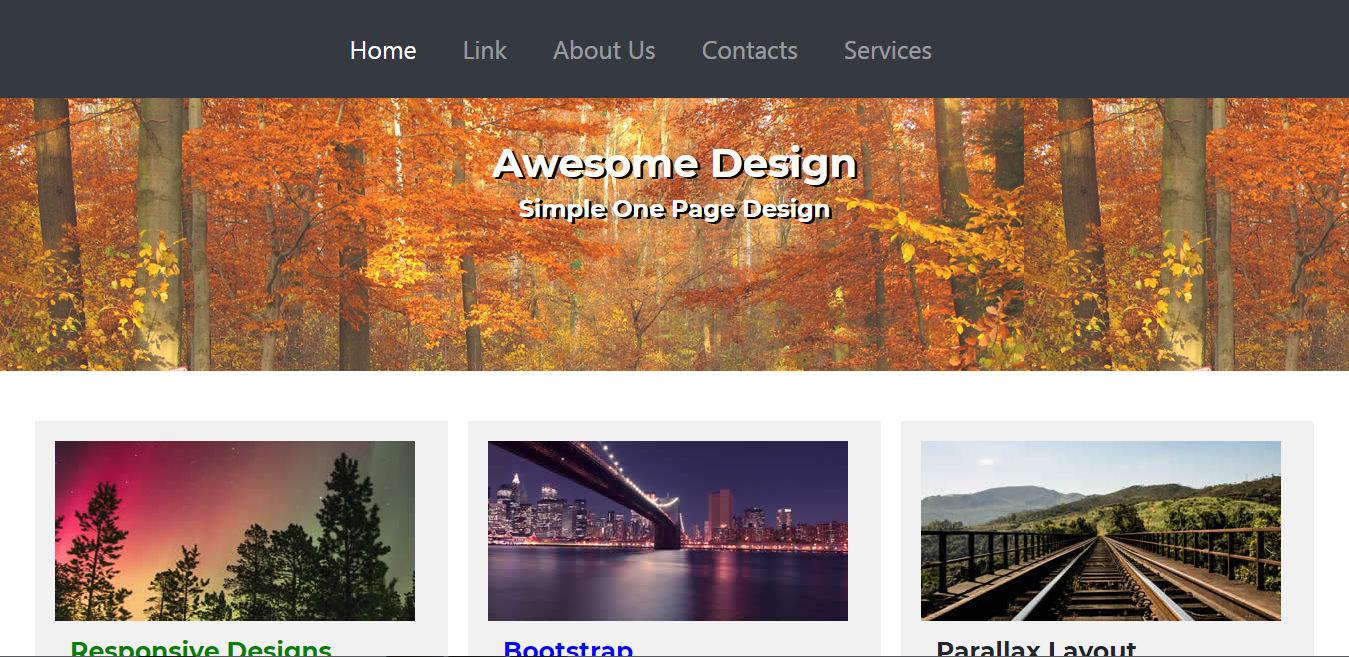 Home Link About Us Contacts Services
Awesome Design
Simple One Page Design
Responsive Designs Bootstrap Parallax Layout